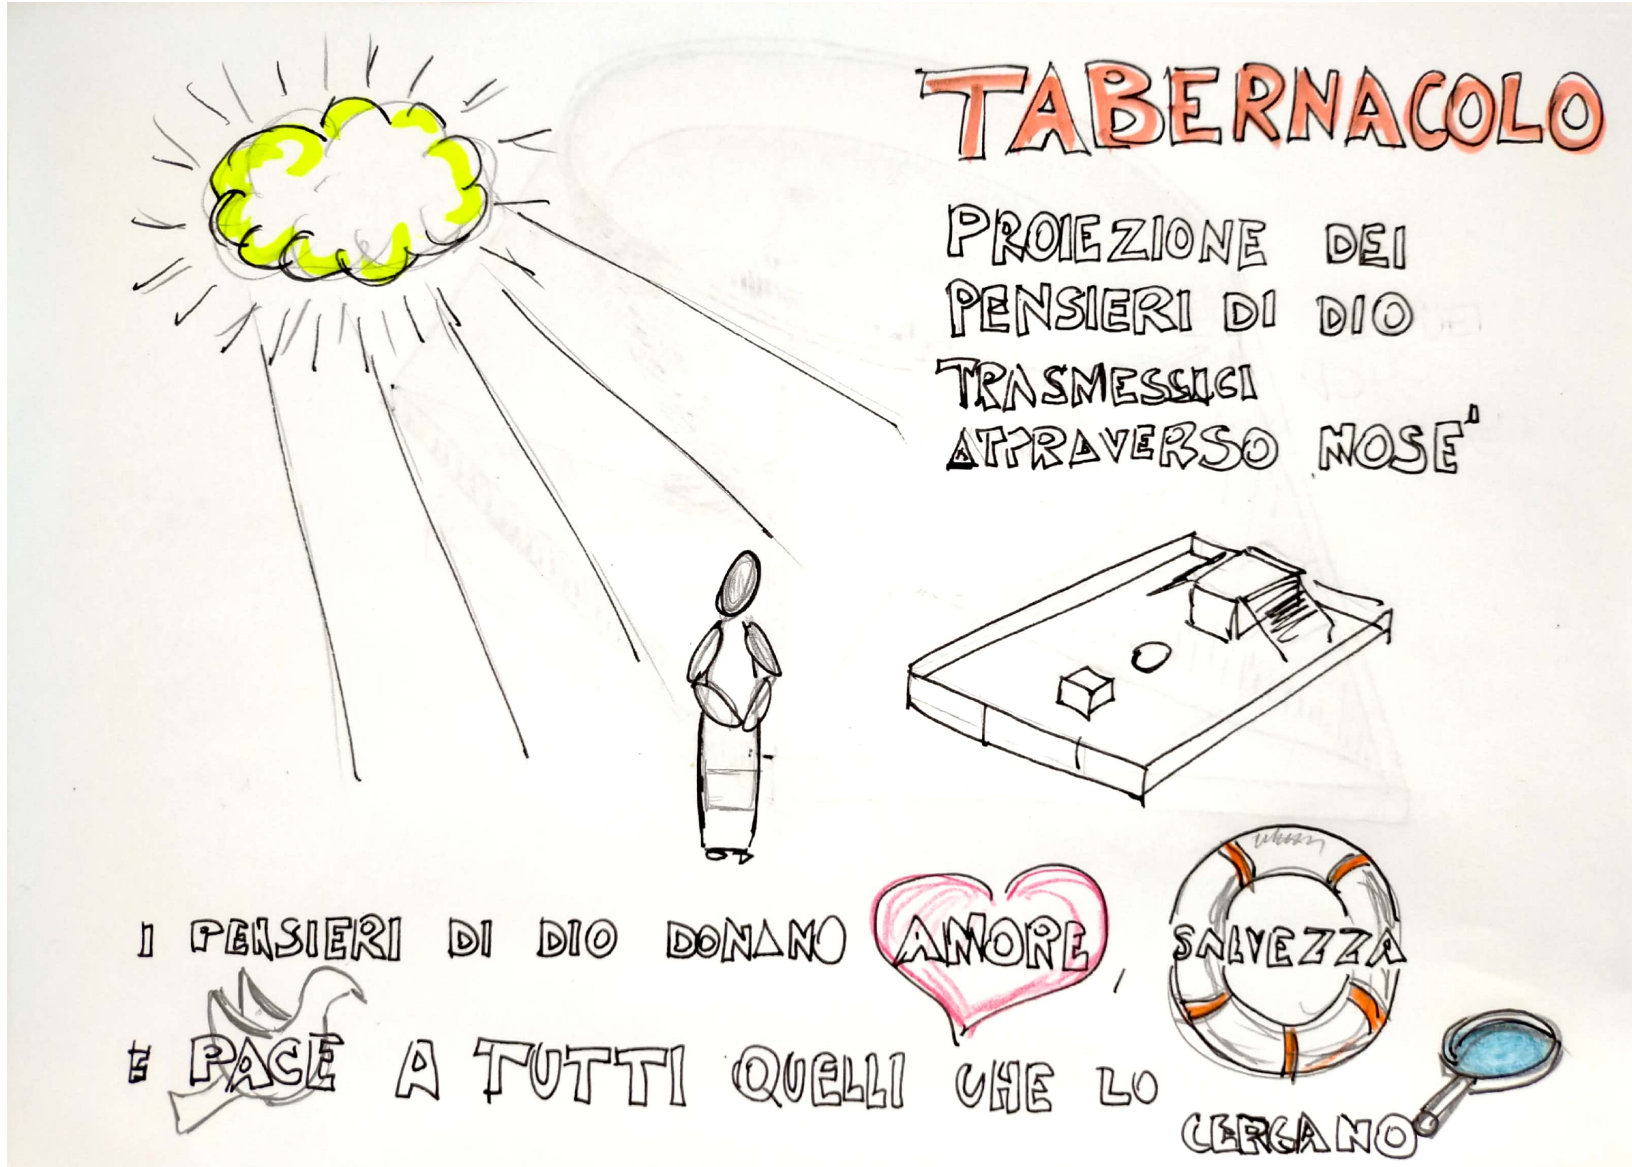 TABERNACOLO
PROIEZIONE DEI
PENSIERI DI DIO
TRASMESSICI
ATTRAVERSO MOSE'
I PENSIERI DI DIO DONANO AMORE, SALVEZZA
E PACE A TUTTI QUELLI CHE LO
CERCANO